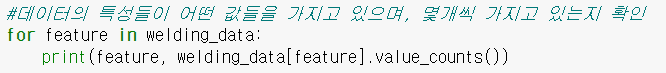 #데이터의 특성들이 어떤 값들을 가지고 있으며, 몇개씩 가지고 있는지 확인
for feature in welding_data:
    print(feature, welding_data[feature].value_counts())